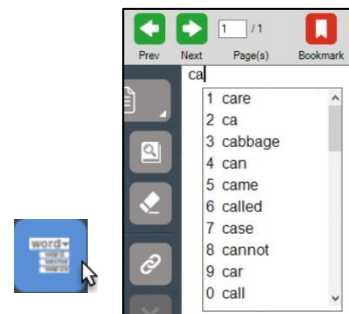 1 / 1
Prev Next Page(s) Bookmark
ca
1 care
2 ca
3 cabbage
4 can
5 came
6 called
7 case
8 cannot
9 car
0 call
word